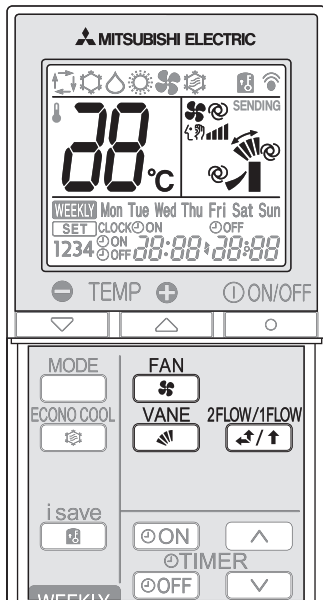 MITSUBISHI ELECTRIC
SENDING
88 °C
WEEKLY Mon Tue Wed Thu Fri Sat Sun
SET CLOCK ON OFF
1234 ON OFF 88:88 88:88
TEMP ON/OFF
MODE FAN
ECONO COOL VANE 2FLOW/1FLOW
i save
ON
TIMER
OFF
WEEKLY